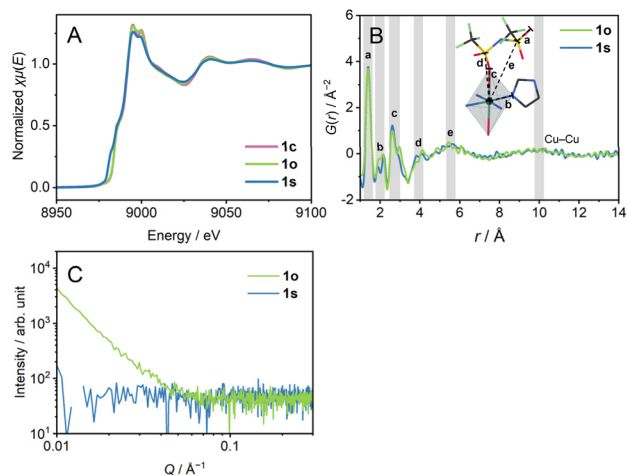 A
Normalized χμ(E)
1.0
0.5
0.0
8950
9000
9050
9100
Energy / eV
1c
1o
1s
B
G(r) / Å⁻²
6
4
2
0
-2
2
4
6
8
10
12
14
r / Å
a
b
c
d
e
a
d
c
e
b
Cu–Cu
1o
1s
C
Intensity / arb. unit
10⁴
10³
10²
10¹
0.01
0.1
Q / Å⁻¹
1o
1s